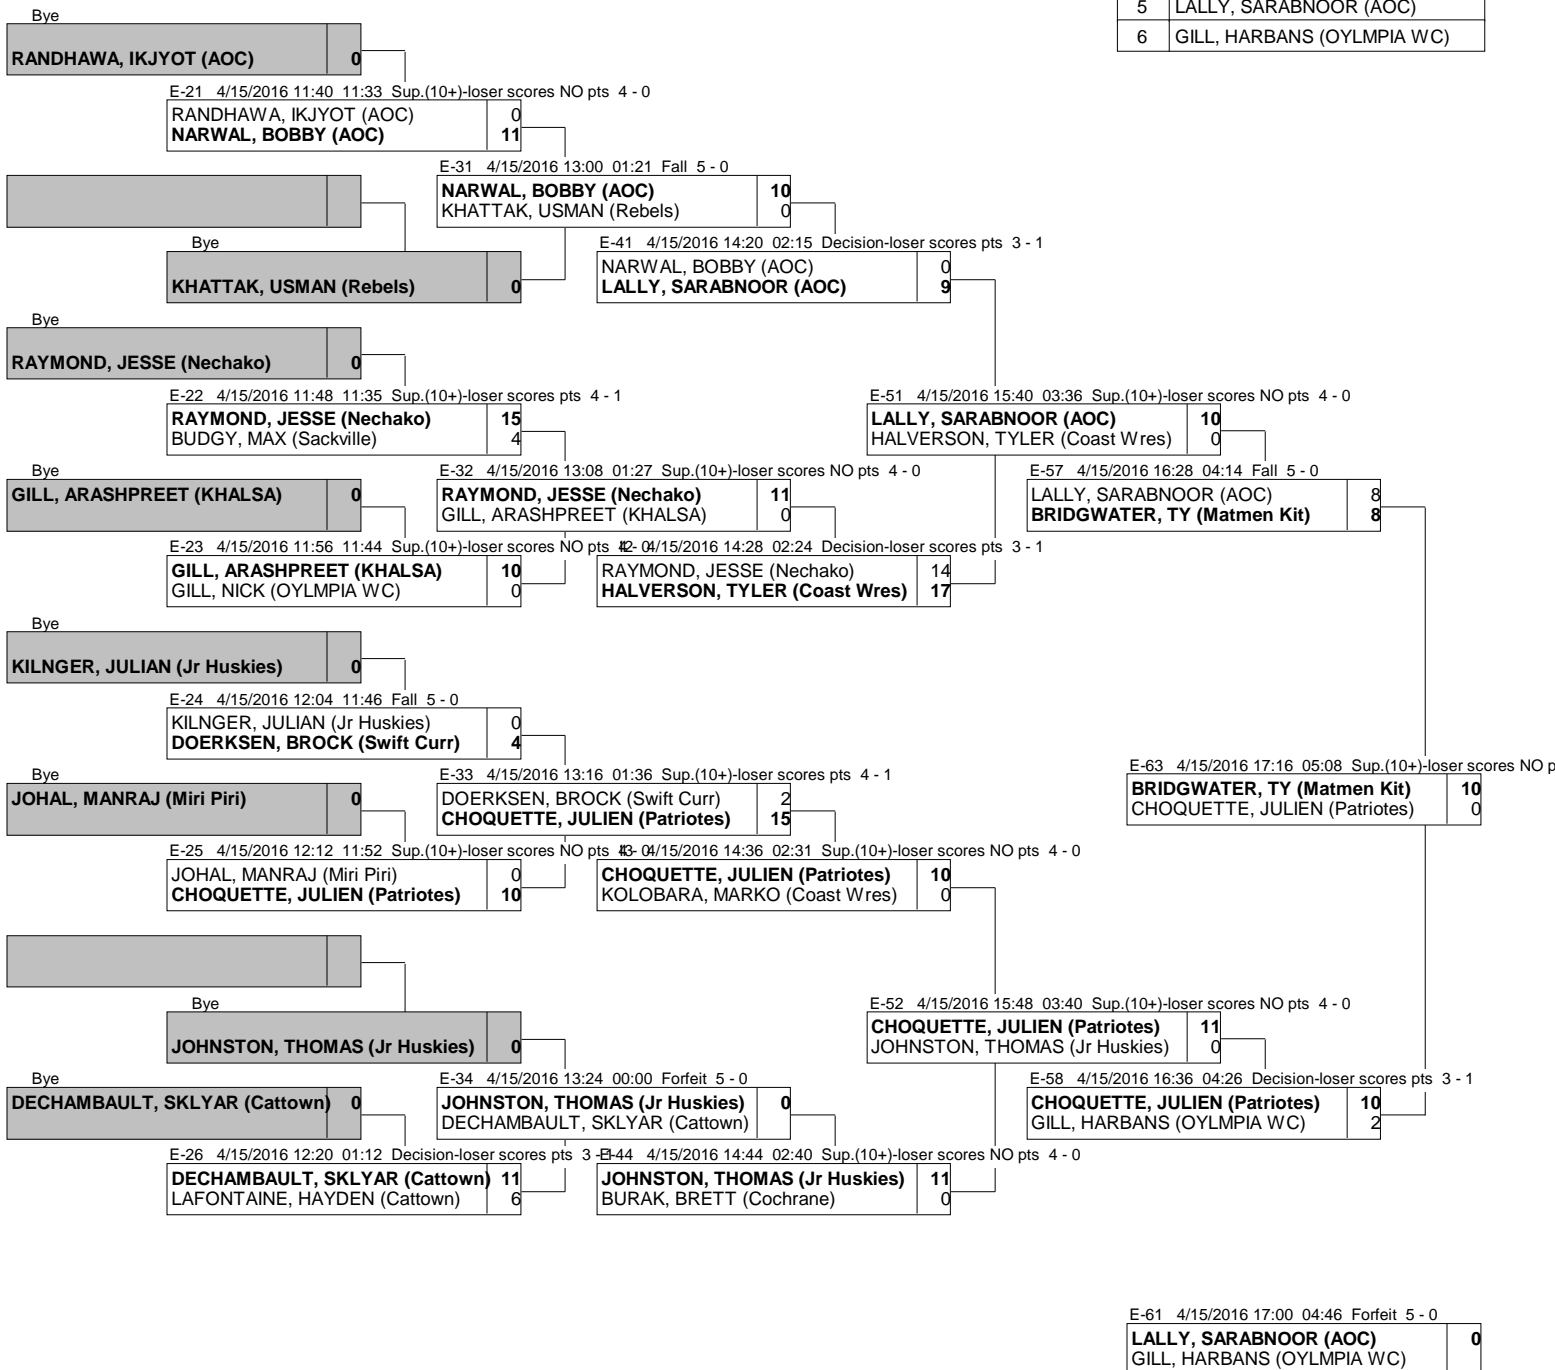 5 LALLY, SARABNOOR (AOC)
6 GILL, HARBANS (OYLMPIA WC)
Bye
RANDHAWA, IKJYOT (AOC) 0
E-21 4/15/2016 11:40 11:33 Sup.(10+)-loser scores NO pts 4 - 0
RANDHAWA, IKJYOT (AOC) 0
NARWAL, BOBBY (AOC) 11
E-31 4/15/2016 13:00 01:21 Fall 5 - 0
NARWAL, BOBBY (AOC) 10
KHATTAK, USMAN (Rebels) 0
Bye
KHATTAK, USMAN (Rebels) 0
E-41 4/15/2016 14:20 02:15 Decision-loser scores pts 3 - 1
NARWAL, BOBBY (AOC) 0
LALLY, SARABNOOR (AOC) 9
Bye
RAYMOND, JESSE (Nechako) 0
E-22 4/15/2016 11:48 11:35 Sup.(10+)-loser scores pts 4 - 1
RAYMOND, JESSE (Nechako) 15
BUDGY, MAX (Sackville) 4
E-51 4/15/2016 15:40 03:36 Sup.(10+)-loser scores NO pts 4 - 0
LALLY, SARABNOOR (AOC) 10
HALVERSON, TYLER (Coast Wres) 0
Bye
GILL, ARASHPREET (KHALSA) 0
E-32 4/15/2016 13:08 01:27 Sup.(10+)-loser scores NO pts 4 - 0
RAYMOND, JESSE (Nechako) 11
GILL, ARASHPREET (KHALSA) 0
E-57 4/15/2016 16:28 04:14 Fall 5 - 0
LALLY, SARABNOOR (AOC) 8
BRIDGWATER, TY (Matmen Kit) 8
E-23 4/15/2016 11:56 11:44 Sup.(10+)-loser scores NO pts
GILL, ARASHPREET (KHALSA) 10
GILL, NICK (OYLMPIA WC) 0
4/15/2016 14:28 02:24 Decision-loser scores pts 3 - 1
RAYMOND, JESSE (Nechako) 14
HALVERSON, TYLER (Coast Wres) 17
Bye
KILNGER, JULIAN (Jr Huskies) 0
E-24 4/15/2016 12:04 11:46 Fall 5 - 0
KILNGER, JULIAN (Jr Huskies) 0
DOERKSEN, BROCK (Swift Curr) 4
Bye
JOHAL, MANRAJ (Miri Piri) 0
E-33 4/15/2016 13:16 01:36 Sup.(10+)-loser scores pts 4 - 1
DOERKSEN, BROCK (Swift Curr) 2
CHOQUETTE, JULIEN (Patriotes) 15
E-63 4/15/2016 17:16 05:08 Sup.(10+)-loser scores NO p
BRIDGWATER, TY (Matmen Kit) 10
CHOQUETTE, JULIEN (Patriotes) 0
E-25 4/15/2016 12:12 11:52 Sup.(10+)-loser scores NO pts
JOHAL, MANRAJ (Miri Piri) 0
CHOQUETTE, JULIEN (Patriotes) 10
4/15/2016 14:36 02:31 Sup.(10+)-loser scores NO pts 4 - 0
CHOQUETTE, JULIEN (Patriotes) 10
KOLOBARA, MARKO (Coast Wres) 0
Bye
JOHNSTON, THOMAS (Jr Huskies) 0
E-52 4/15/2016 15:48 03:40 Sup.(10+)-loser scores NO pts 4 - 0
CHOQUETTE, JULIEN (Patriotes) 11
JOHNSTON, THOMAS (Jr Huskies) 0
Bye
DECHAMBAULT, SKLYAR (Cattown) 0
E-34 4/15/2016 13:24 00:00 Forfeit 5 - 0
JOHNSTON, THOMAS (Jr Huskies) 0
DECHAMBAULT, SKLYAR (Cattown)
E-58 4/15/2016 16:36 04:26 Decision-loser scores pts 3 - 1
CHOQUETTE, JULIEN (Patriotes) 10
GILL, HARBANS (OYLMPIA WC) 2
E-26 4/15/2016 12:20 01:12 Decision-loser scores pts 3 -
DECHAMBAULT, SKLYAR (Cattown) 11
LAFONTAINE, HAYDEN (Cattown) 6
E-44 4/15/2016 14:44 02:40 Sup.(10+)-loser scores NO pts 4 - 0
JOHNSTON, THOMAS (Jr Huskies) 11
BURAK, BRETT (Cochrane) 0
E-61 4/15/2016 17:00 04:46 Forfeit 5 - 0
LALLY, SARABNOOR (AOC) 0
GILL, HARBANS (OYLMPIA WC)